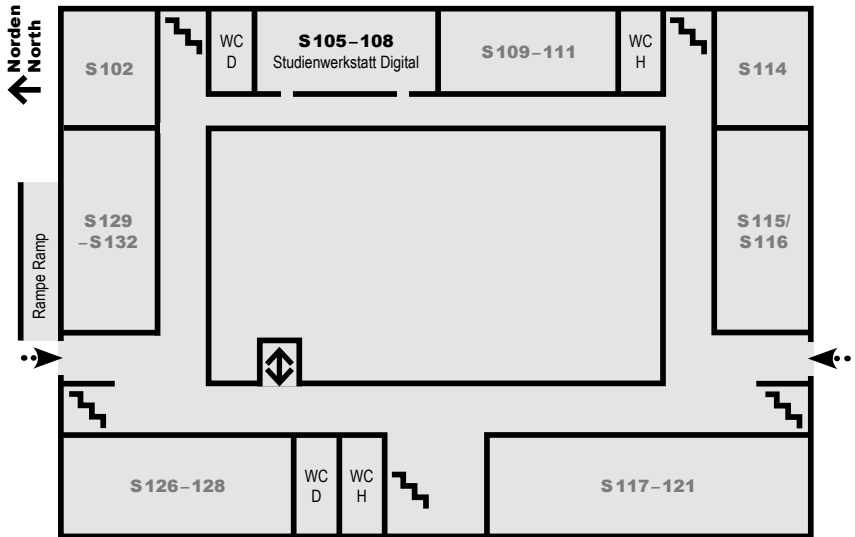 Norden
North
S102
WC
D
S105–108
Studienwerkstatt Digital
S109–111
WC
H
S114
S129
–S132
S115/
S116
Rampe Ramp
S126–128
WC
D
WC
H
S117–121